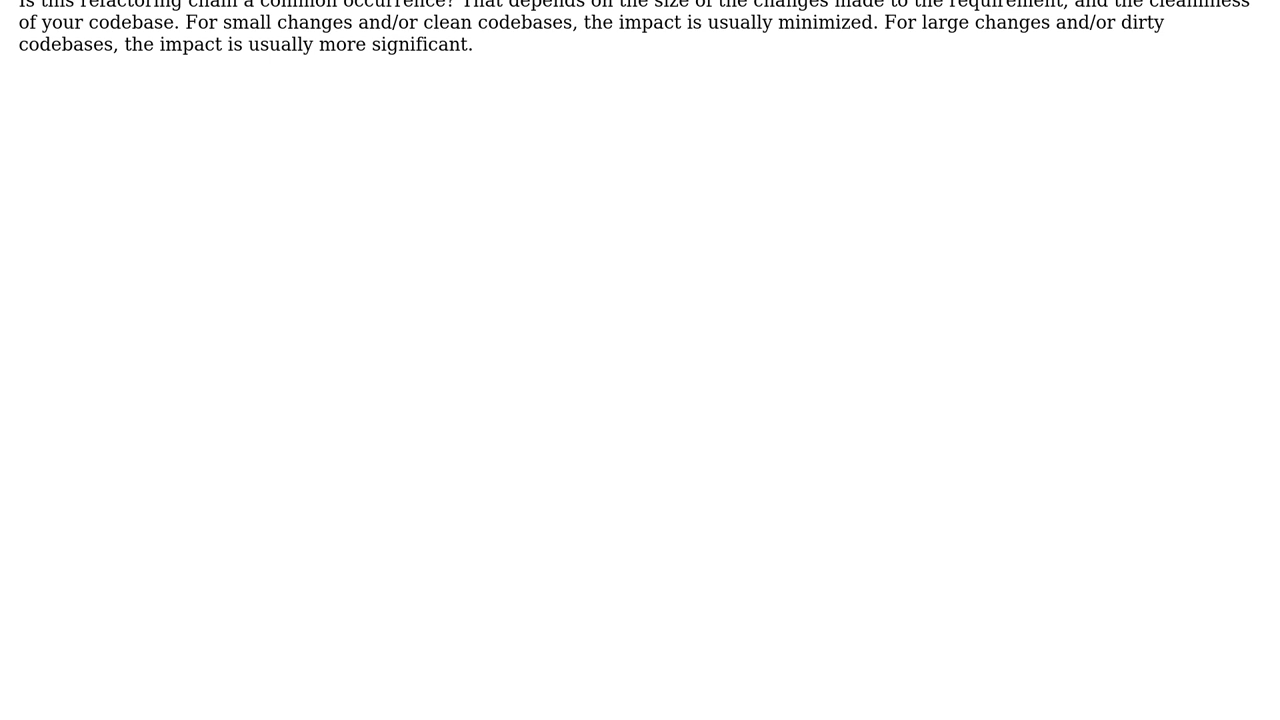 Is this refactoring chain a common occurrence? That depends on the size of the changes made to the requirement, and the cleanliness
of your codebase. For small changes and/or clean codebases, the impact is usually minimized. For large changes and/or dirty
codebases, the impact is usually more significant.